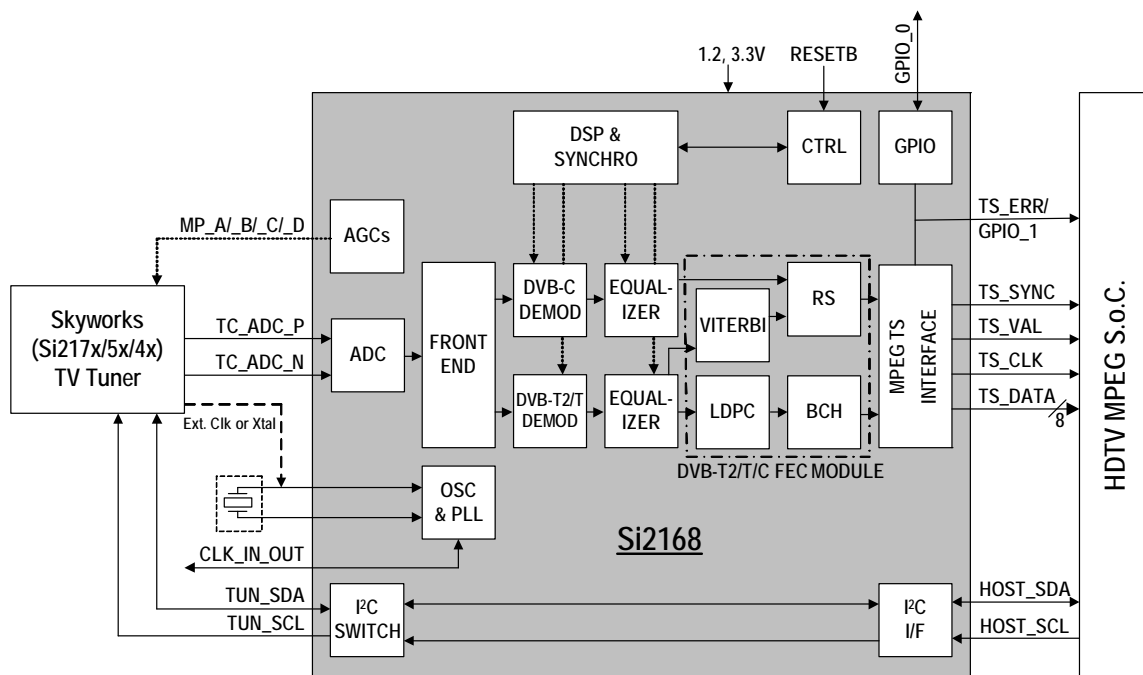 1.2, 3.3V
RESETB
GPIO_0
DSP &
SYNCHRO
CTRL
GPIO
MP_A/_B/_C/_D
AGCs
TS_ERR/
GPIO_1
Skyworks
(Si217x/5x/4x)
TV Tuner
TC_ADC_P
TC_ADC_N
ADC
FRONT
END
DVB-C
DEMOD
EQUAL-
IZER
VITERBI
RS
DVB-T2/T
DEMOD
EQUAL-
IZER
LDPC
BCH
DVB-T2/T/C FEC MODULE
MPEG TS
INTERFACE
TS_SYNC
TS_VAL
TS_CLK
TS_DATA
8
HDTV MPEG S.o.C.
Ext. Clk or Xtal
OSC
& PLL
CLK_IN_OUT
Si2168
TUN_SDA
TUN_SCL
I²C
SWITCH
I²C
I/F
HOST_SDA
HOST_SCL